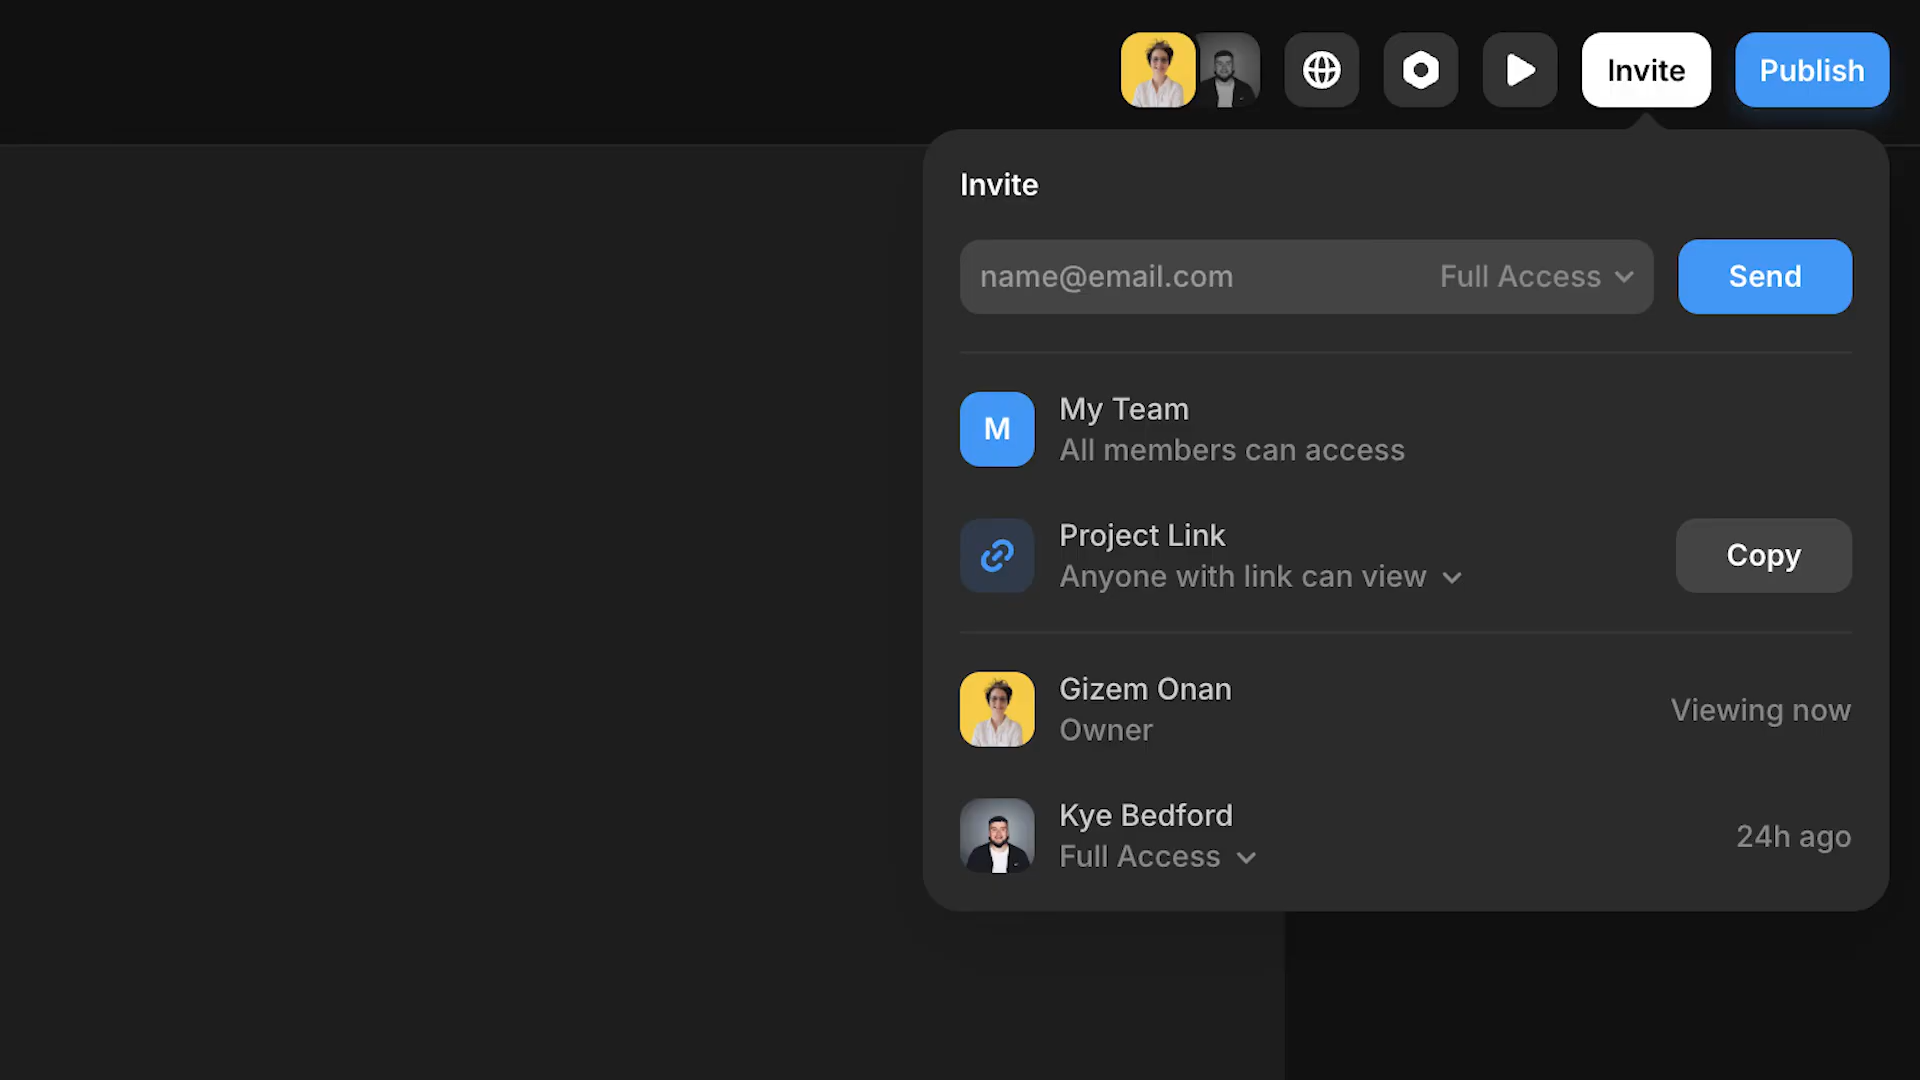 Invite
Publish
Invite
name@email.com
Full Access
Send
M
My Team
All members can access
Project Link
Anyone with link can view
Copy
Gizem Onan
Owner
Viewing now
Kye Bedford
Full Access
24h ago